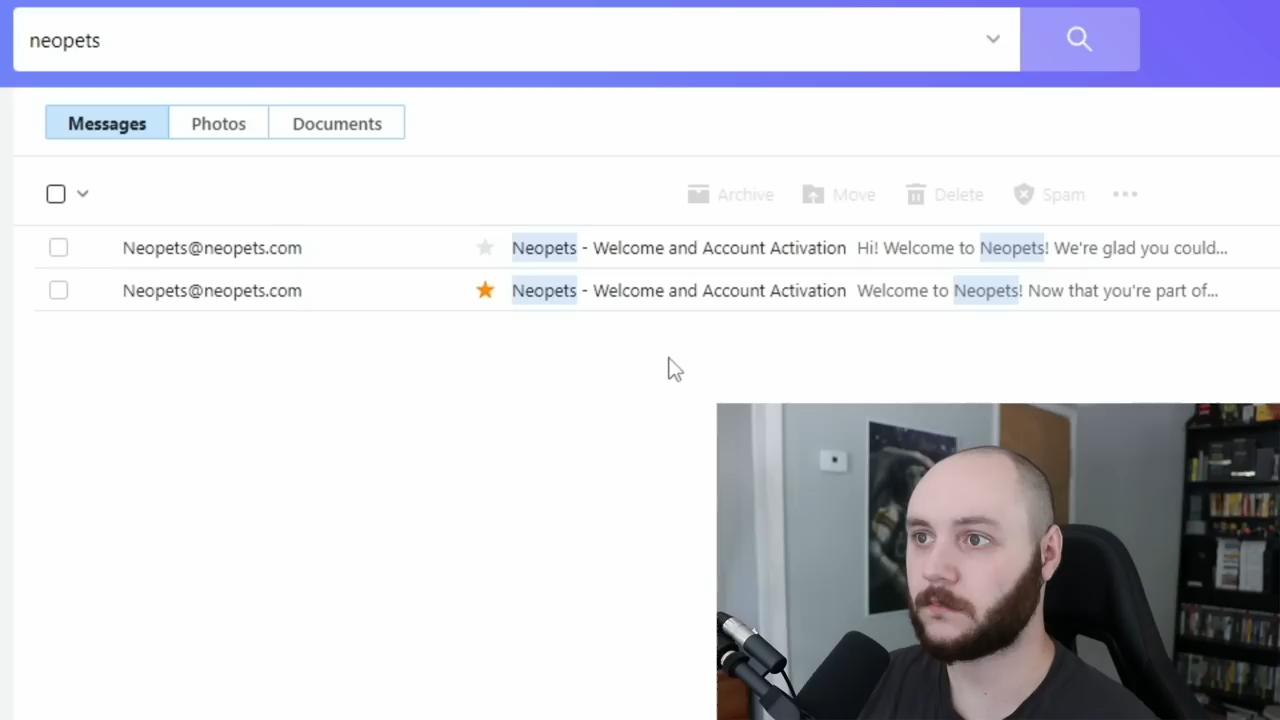 neopets
Messages Photos Documents
Archive Move Delete Spam
Neopets@neopets.com Neopets - Welcome and Account Activation Hi! Welcome to Neopets! We're glad you could...
Neopets@neopets.com Neopets - Welcome and Account Activation Welcome to Neopets! Now that you're part of...